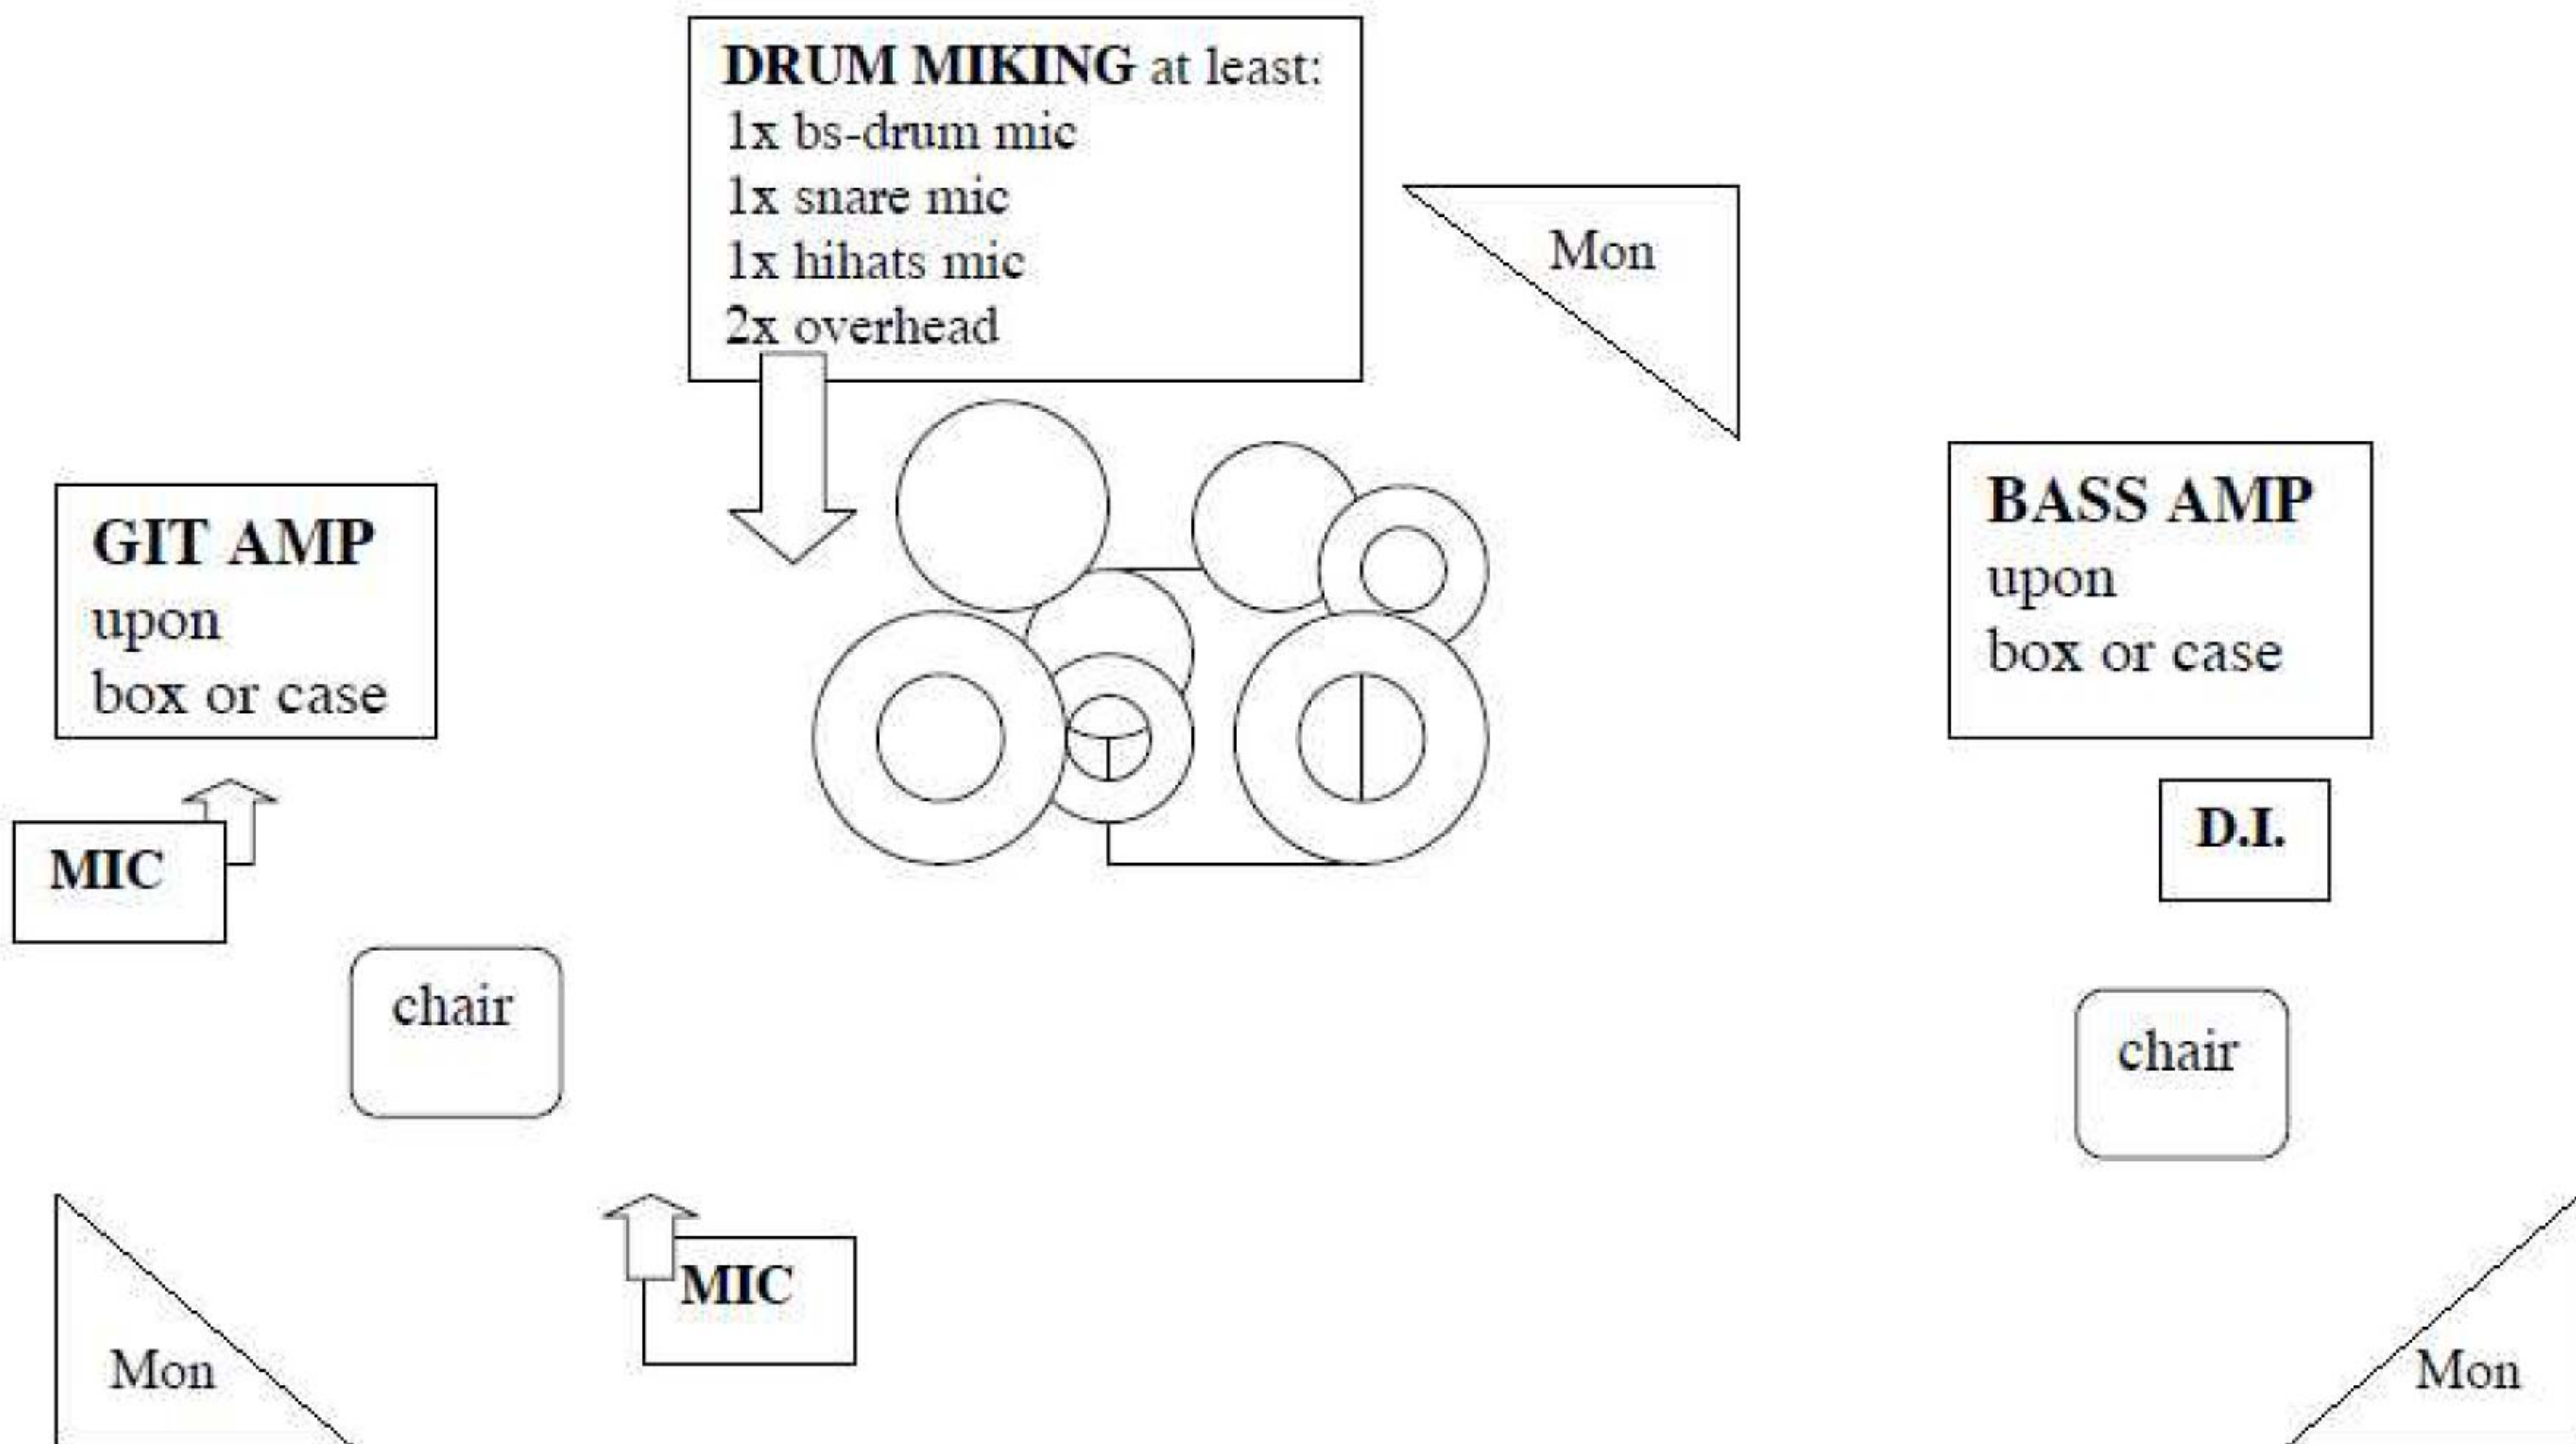 DRUM MIKING at least:
1x bs-drum mic
1x snare mic
1x hihats mic
2x overhead
Mon
GIT AMP
upon
box or case
BASS AMP
upon
box or case
MIC
D.I.
chair
chair
MIC
Mon
Mon